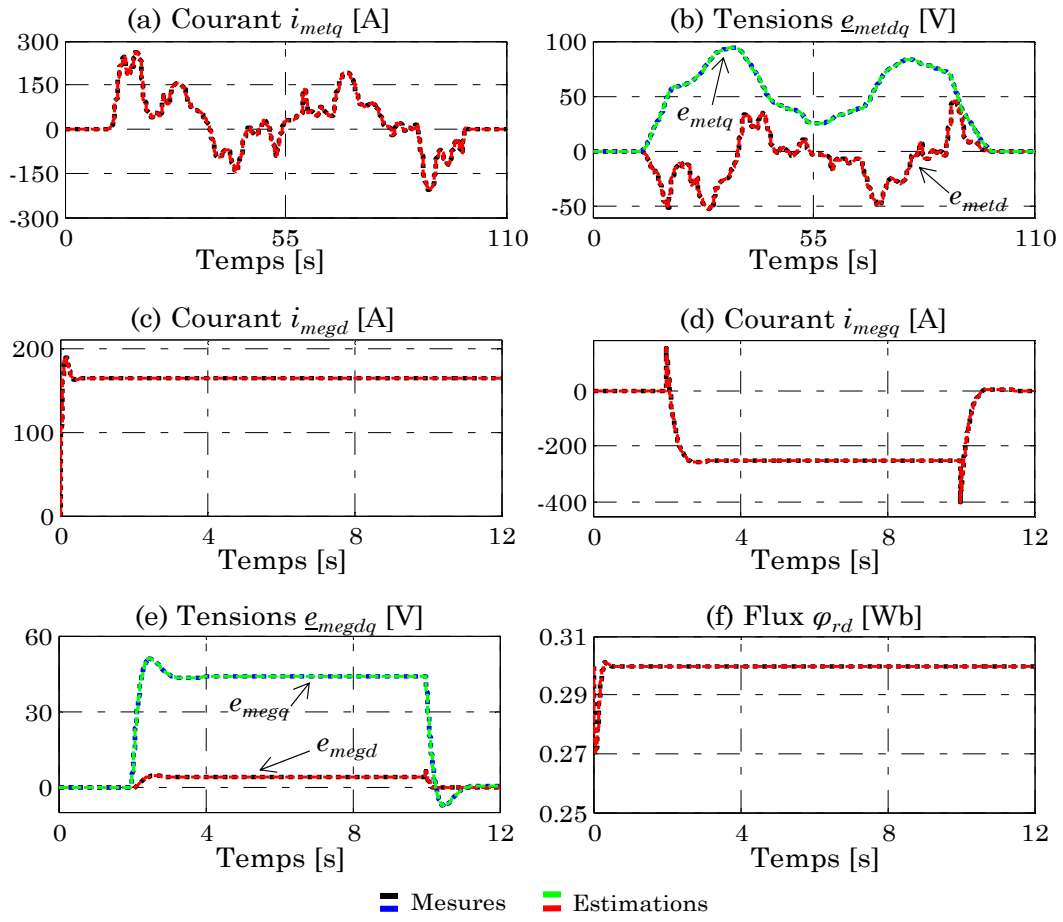 (a) Courant i_metq [A]
300
150
0
-150
-300
0
55
110
Temps [s]
(b) Tensions e_metdq [V]
100
50
0
-50
e_metq
e_metd
0
55
110
Temps [s]
(c) Courant i_megd [A]
200
100
0
0
4
8
12
Temps [s]
(d) Courant i_megq [A]
0
-200
-400
0
4
8
12
Temps [s]
(e) Tensions e_megdq [V]
60
30
0
e_megq
e_megd
0
4
8
12
Temps [s]
(f) Flux φ_rd [Wb]
0.31
0.29
0.27
0.25
0
4
8
12
Temps [s]
Mesures
Estimations